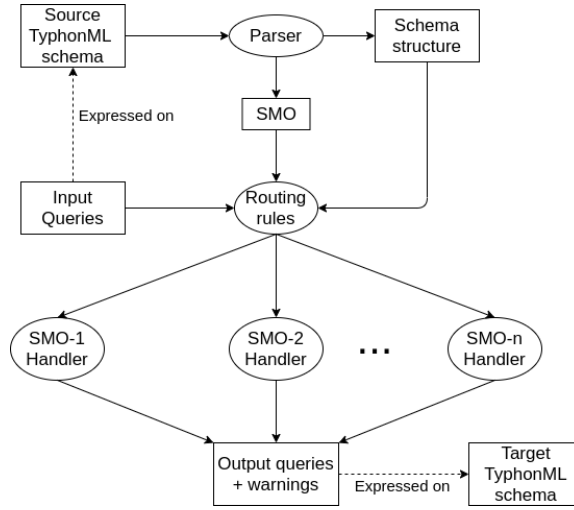 Source
TyphonML
schema
Parser
Schema
structure
Expressed on
SMO
Input
Queries
Routing
rules
SMO-1
Handler
SMO-2
Handler
...
SMO-n
Handler
Output queries
+ warnings
Expressed on
Target
TyphonML
schema